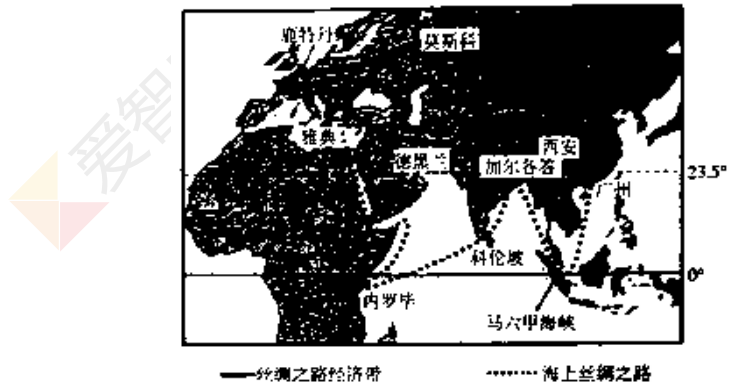 鹿特丹
莫斯科
雅典
德黑兰
加尔各答
西安
23.5°
广州
科伦坡
0°
内罗毕
马六甲海峡
丝绸之路经济带
海上丝绸之路
爱智